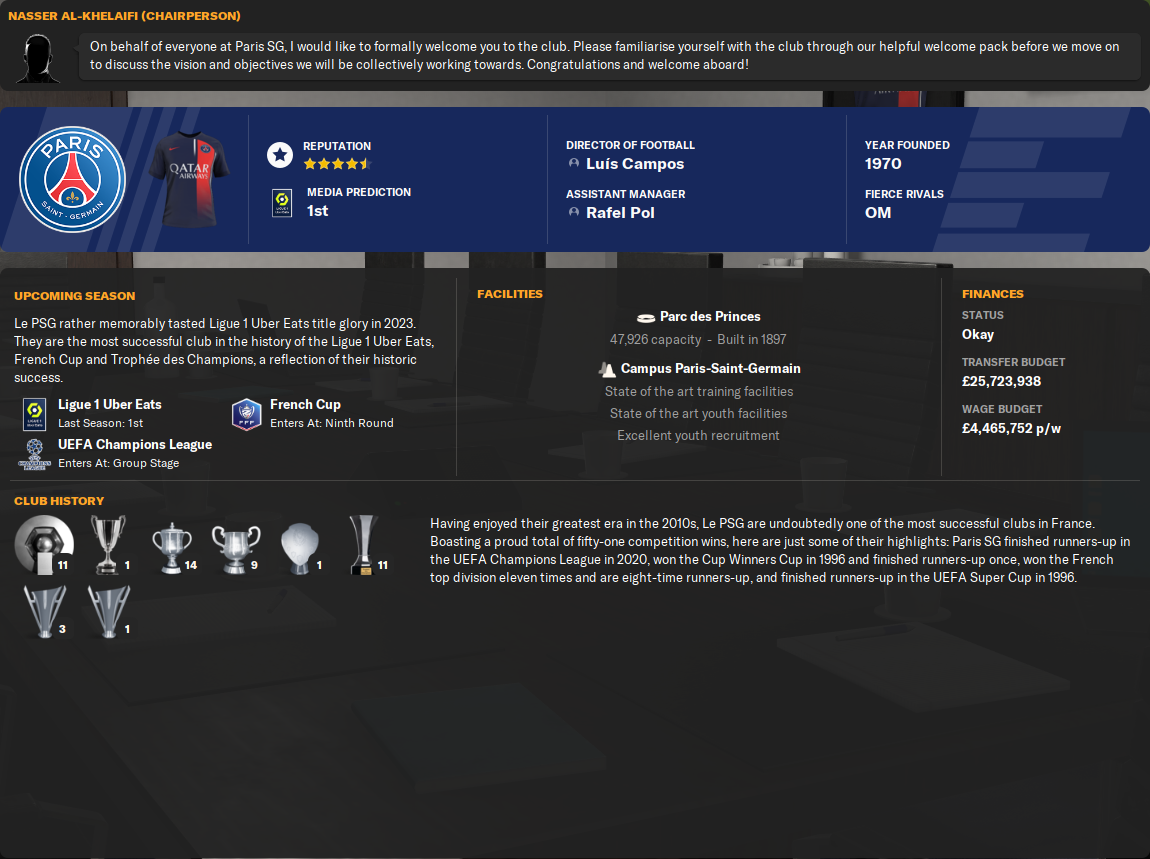 NASSER AL-KHELAIFI (CHAIRPERSON)
On behalf of everyone at Paris SG, I would like to formally welcome you to the club. Please familiarise yourself with the club through our helpful welcome pack before we move on
to discuss the vision and objectives we will be collectively working towards. Congratulations and welcome aboard!
PARIS
SAINT-GERMAIN
QATAR
AIRWAYS
REPUTATION
MEDIA PREDICTION
1st
DIRECTOR OF FOOTBALL
Luís Campos
ASSISTANT MANAGER
Rafel Pol
YEAR FOUNDED
1970
FIERCE RIVALS
OM
UPCOMING SEASON
Le PSG rather memorably tasted Ligue 1 Uber Eats title glory in 2023.
They are the most successful club in the history of the Ligue 1 Uber Eats,
French Cup and Trophée des Champions, a reflection of their historic
success.
Ligue 1 Uber Eats
Last Season: 1st
French Cup
Enters At: Ninth Round
FFF
UEFA Champions League
Enters At: Group Stage
FACILITIES
Parc des Princes
47,926 capacity - Built in 1897
Campus Paris-Saint-Germain
State of the art training facilities
State of the art youth facilities
Excellent youth recruitment
FINANCES
STATUS
Okay
TRANSFER BUDGET
£25,723,938
WAGE BUDGET
£4,465,752 p/w
CLUB HISTORY
11
1
14
9
1
11
3
1
Having enjoyed their greatest era in the 2010s, Le PSG are undoubtedly one of the most successful clubs in France.
Boasting a proud total of fifty-one competition wins, here are just some of their highlights: Paris SG finished runners-up in
the UEFA Champions League in 2020, won the Cup Winners Cup in 1996 and finished runners-up once, won the French
top division eleven times and are eight-time runners-up, and finished runners-up in the UEFA Super Cup in 1996.